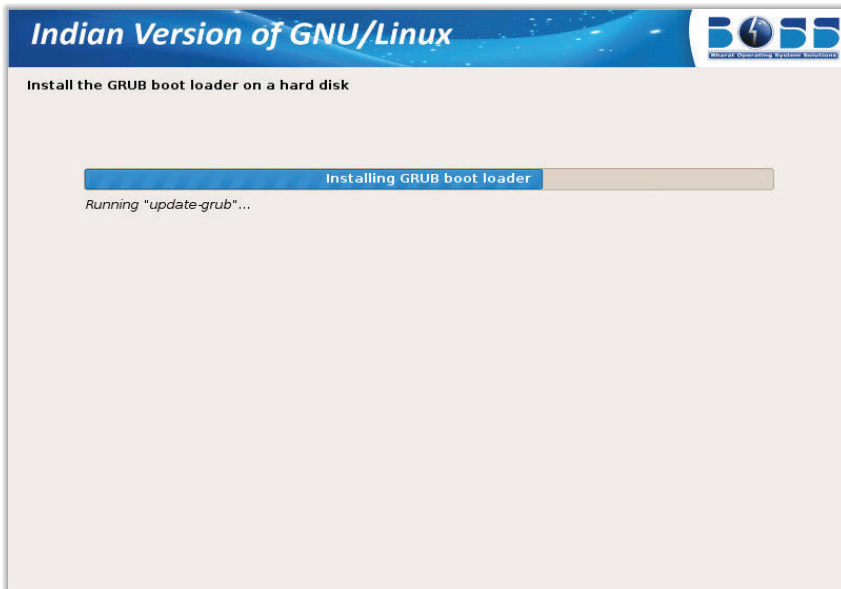 Indian Version of GNU/Linux
BOSS
Bharat Operating System Solutions
Install the GRUB boot loader on a hard disk
Installing GRUB boot loader
Running "update-grub"...